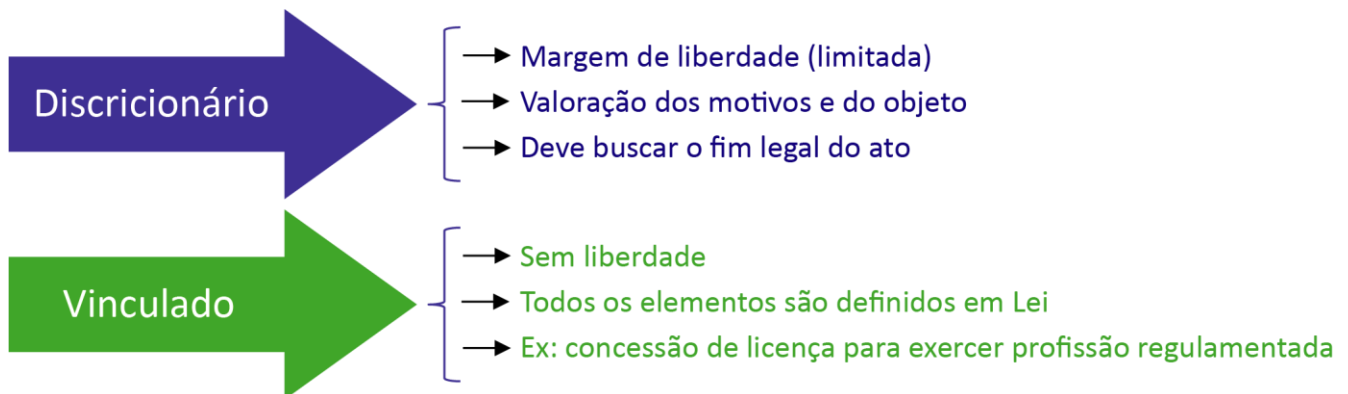 Discricionário
Margem de liberdade (limitada)
Valoração dos motivos e do objeto
Deve buscar o fim legal do ato
Vinculado
Sem liberdade
Todos os elementos são definidos em Lei
Ex: concessão de licença para exercer profissão regulamentada